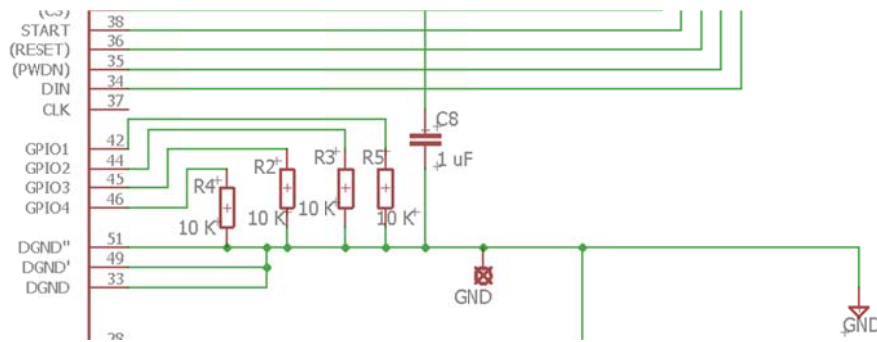 (CS)
START 38
(RESET) 36
(PWDN) 35
DIN 34
CLK 37
C8
1 uF
GPIO1 42
GPIO2 44
GPIO3 45
GPIO4 46
R4 R2 R3 R5
10 K 10 K 10 K 10 K
DGND" 51
DGND' 49
DGND 33
GND
GND
28